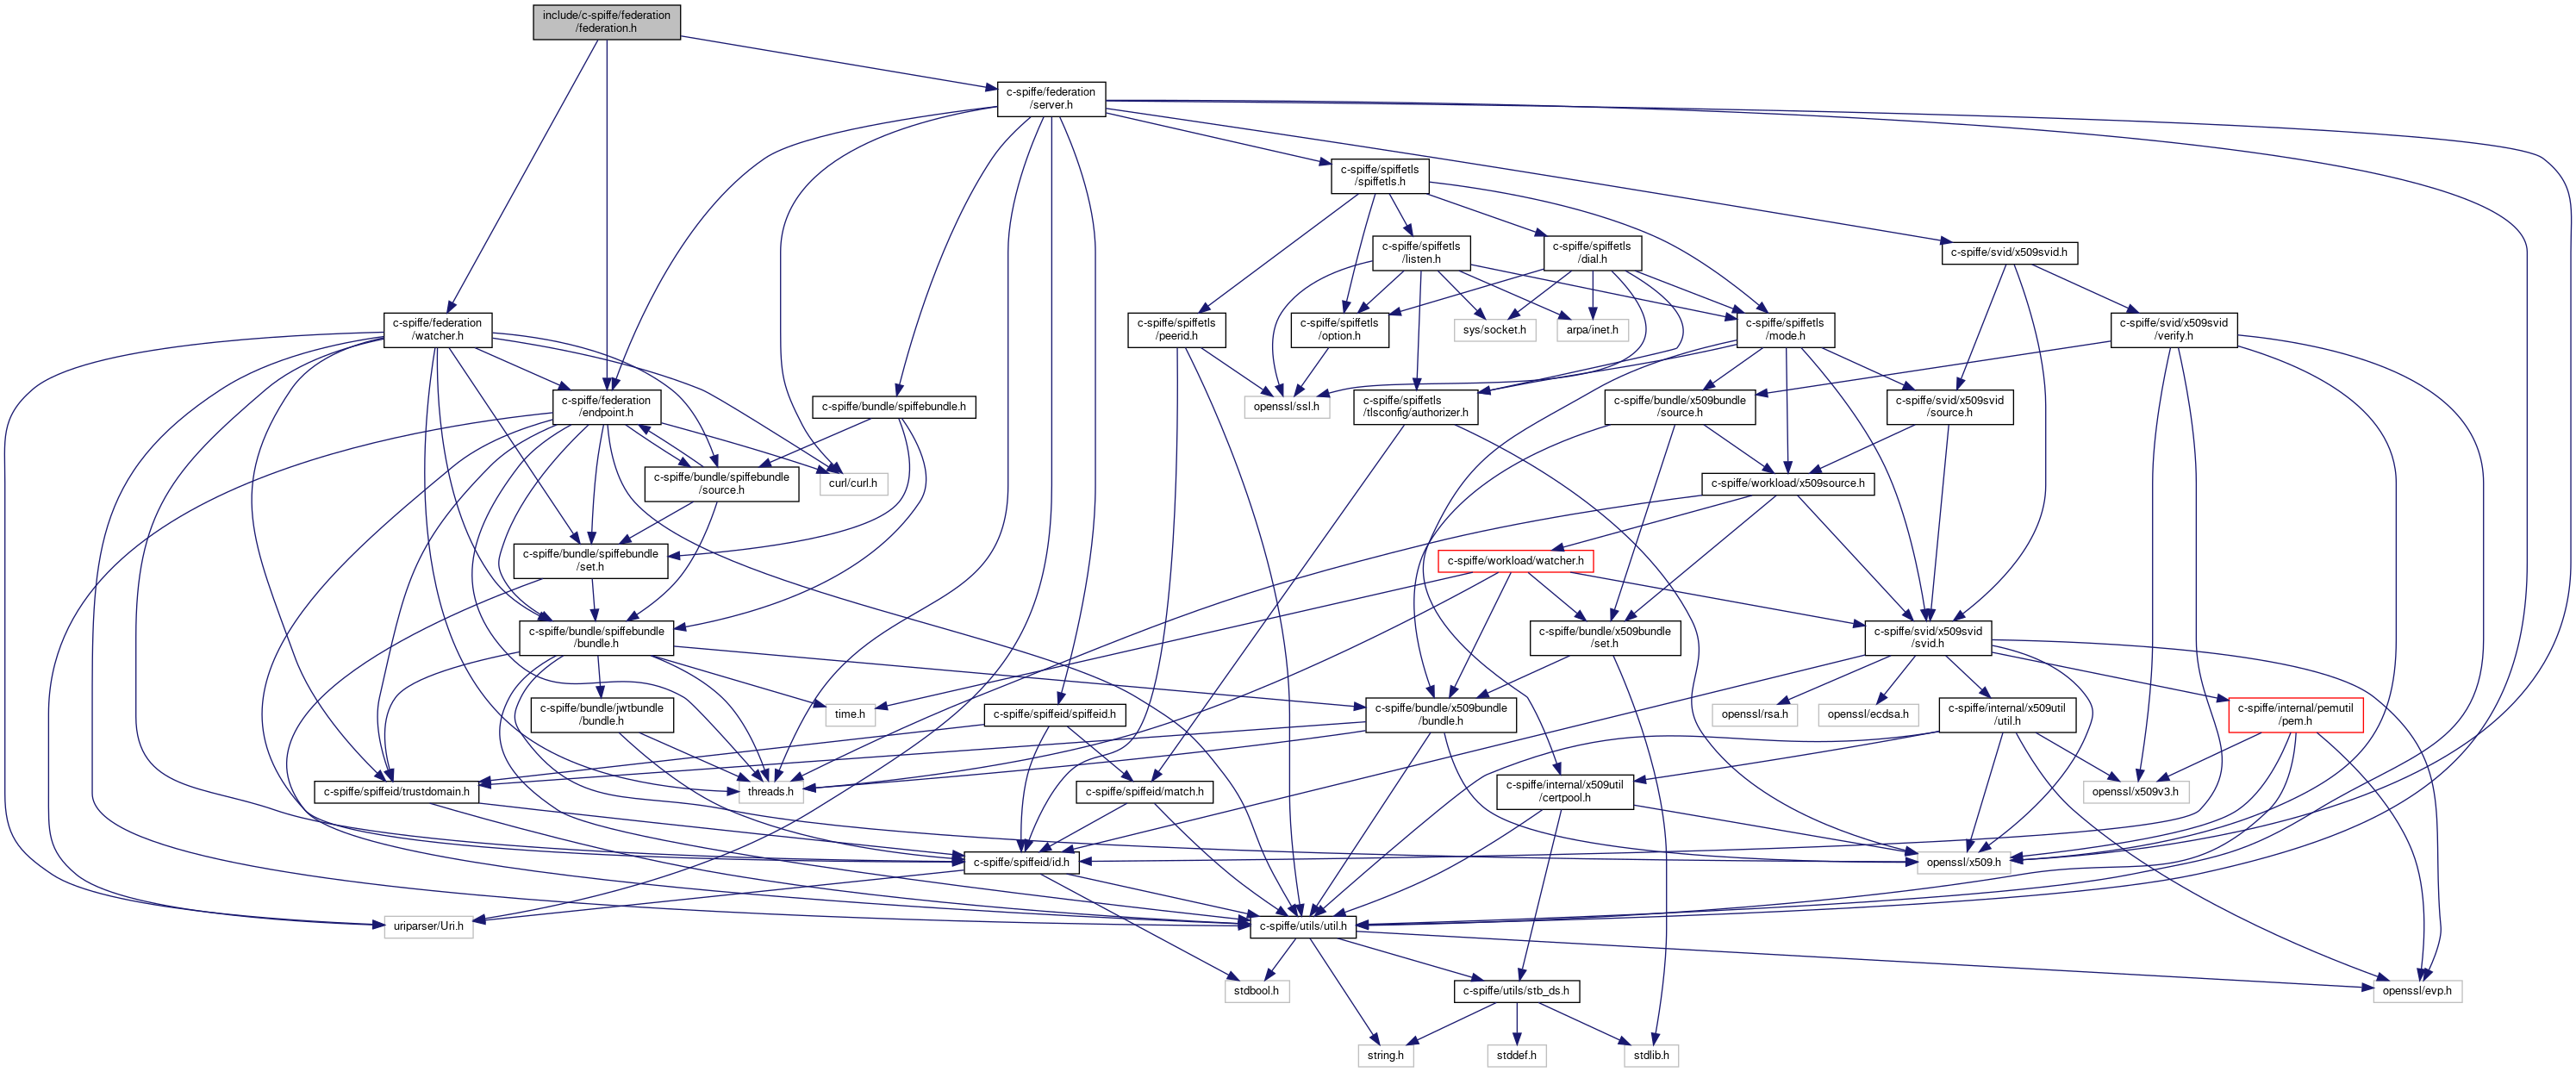 include/c-spiffe/federation
/federation.h
c-spiffe/federation
/server.h
c-spiffe/spiffetls
/spiffetls.h
c-spiffe/spiffetls
/listen.h
c-spiffe/spiffetls
/dial.h
c-spiffe/svid/x509svid.h
c-spiffe/federation
/watcher.h
c-spiffe/spiffetls
/peerid.h
c-spiffe/spiffetls
/option.h
sys/socket.h
arpa/inet.h
c-spiffe/spiffetls
/mode.h
c-spiffe/svid/x509svid
/verify.h
c-spiffe/federation
/endpoint.h
c-spiffe/bundle/spiffebundle.h
openssl/ssl.h
c-spiffe/spiffetls
/tlsconfig/authorizer.h
c-spiffe/bundle/x509bundle
/source.h
c-spiffe/svid/x509svid
/source.h
c-spiffe/bundle/spiffebundle
/source.h
curl/curl.h
c-spiffe/workload/x509source.h
c-spiffe/bundle/spiffebundle
/set.h
c-spiffe/workload/watcher.h
c-spiffe/bundle/spiffebundle
/bundle.h
c-spiffe/bundle/x509bundle
/set.h
c-spiffe/svid/x509svid
/svid.h
c-spiffe/bundle/jwtbundle
/bundle.h
time.h
c-spiffe/spiffeid/spiffeid.h
c-spiffe/bundle/x509bundle
/bundle.h
openssl/rsa.h
openssl/ecdsa.h
c-spiffe/internal/x509util
/util.h
c-spiffe/internal/pemutil
/pem.h
c-spiffe/spiffeid/trustdomain.h
threads.h
c-spiffe/spiffeid/match.h
c-spiffe/internal/x509util
/certpool.h
openssl/x509v3.h
c-spiffe/spiffeid/id.h
openssl/x509.h
uriparser/Uri.h
c-spiffe/utils/util.h
stdbool.h
c-spiffe/utils/stb_ds.h
openssl/evp.h
string.h
stddef.h
stdlib.h